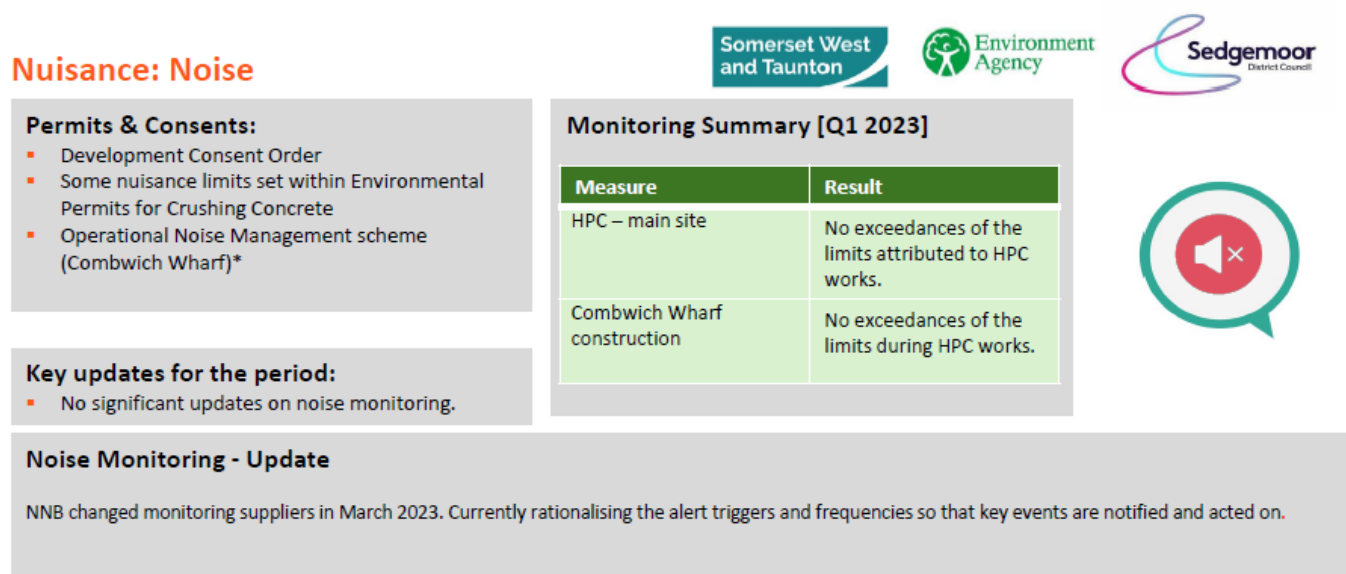 Nuisance: Noise
Somerset West
and Taunton
Environment
Agency
Sedgemoor
District Council
Permits & Consents:
▪ Development Consent Order
▪ Some nuisance limits set within Environmental
Permits for Crushing Concrete
▪ Operational Noise Management scheme
(Combwich Wharf)*
Key updates for the period:
▪ No significant updates on noise monitoring.
Monitoring Summary [Q1 2023]
Measure
Result
HPC – main site
No exceedances of the
limits attributed to HPC
works.
Combwich Wharf
construction
No exceedances of the
limits during HPC works.
Noise Monitoring - Update
NNB changed monitoring suppliers in March 2023. Currently rationalising the alert triggers and frequencies so that key events are notified and acted on.